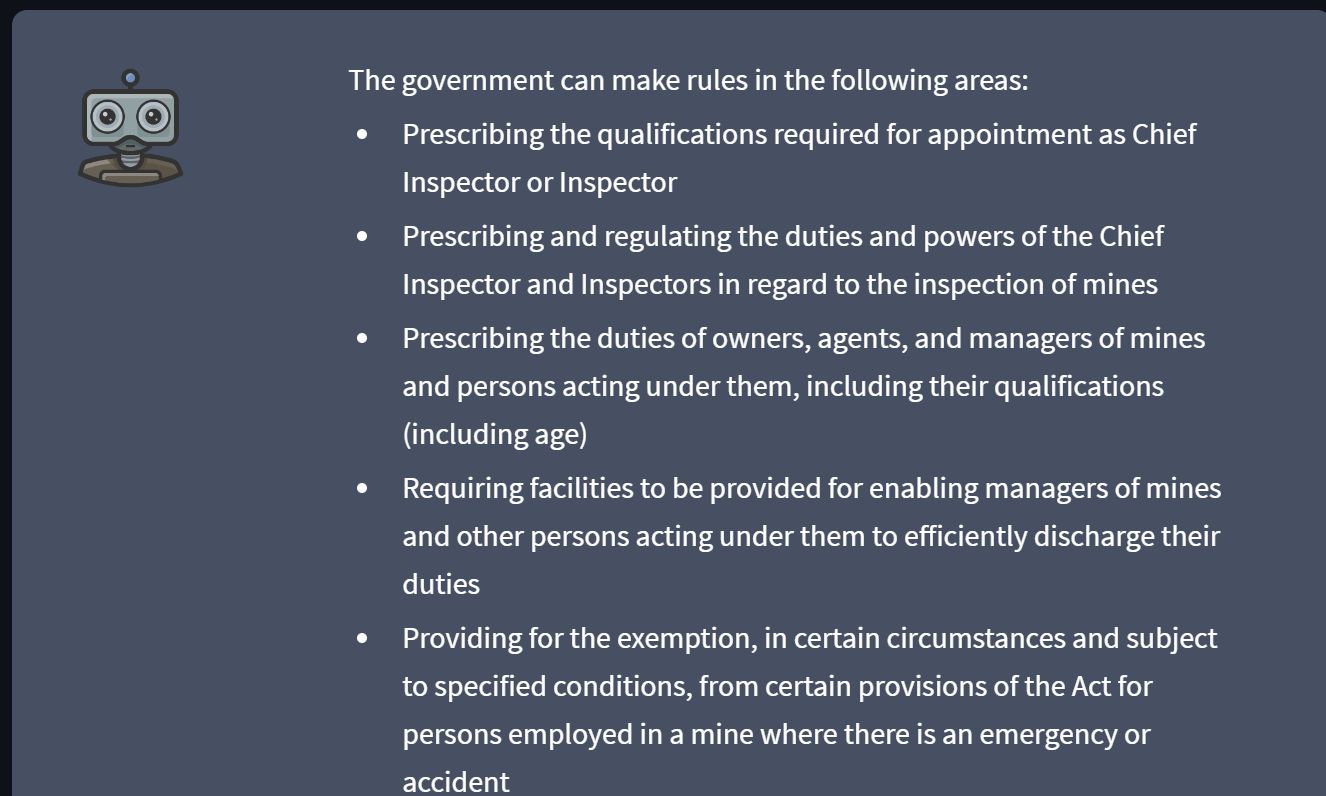 The government can make rules in the following areas:
• Prescribing the qualifications required for appointment as Chief
Inspector or Inspector
• Prescribing and regulating the duties and powers of the Chief
Inspector and Inspectors in regard to the inspection of mines
• Prescribing the duties of owners, agents, and managers of mines
and persons acting under them, including their qualifications
(including age)
• Requiring facilities to be provided for enabling managers of mines
and other persons acting under them to efficiently discharge their
duties
• Providing for the exemption, in certain circumstances and subject
to specified conditions, from certain provisions of the Act for
persons employed in a mine where there is an emergency or
accident